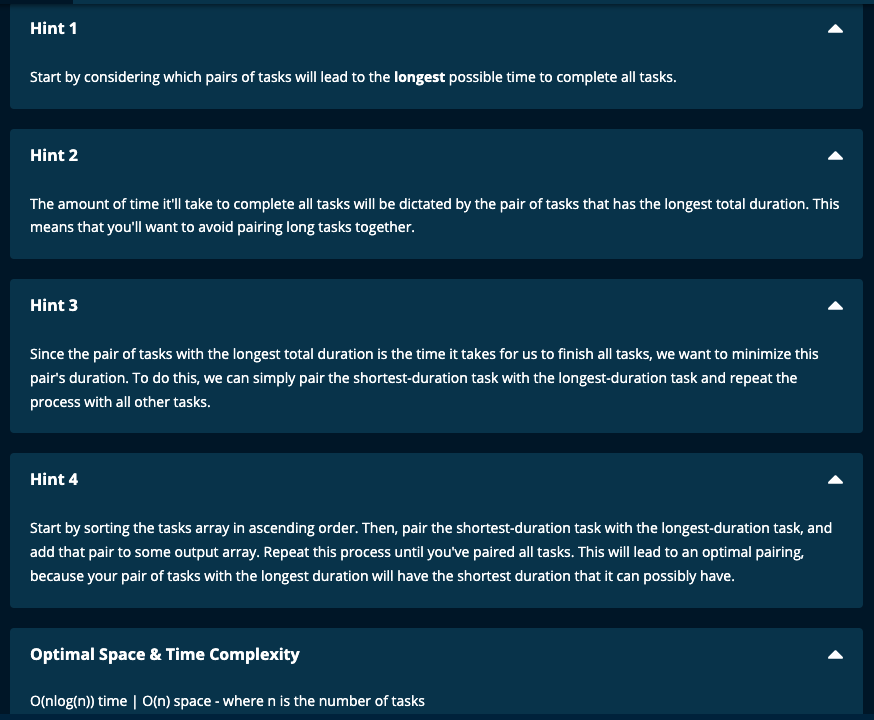 Hint 1
Start by considering which pairs of tasks will lead to the longest possible time to complete all tasks.
Hint 2
The amount of time it'll take to complete all tasks will be dictated by the pair of tasks that has the longest total duration. This
means that you'll want to avoid pairing long tasks together.
Hint 3
Since the pair of tasks with the longest total duration is the time it takes for us to finish all tasks, we want to minimize this
pair's duration. To do this, we can simply pair the shortest-duration task with the longest-duration task and repeat the
process with all other tasks.
Hint 4
Start by sorting the tasks array in ascending order. Then, pair the shortest-duration task with the longest-duration task, and
add that pair to some output array. Repeat this process until you've paired all tasks. This will lead to an optimal pairing,
because your pair of tasks with the longest duration will have the shortest duration that it can possibly have.
Optimal Space & Time Complexity
O(nlog(n)) time | O(n) space - where n is the number of tasks